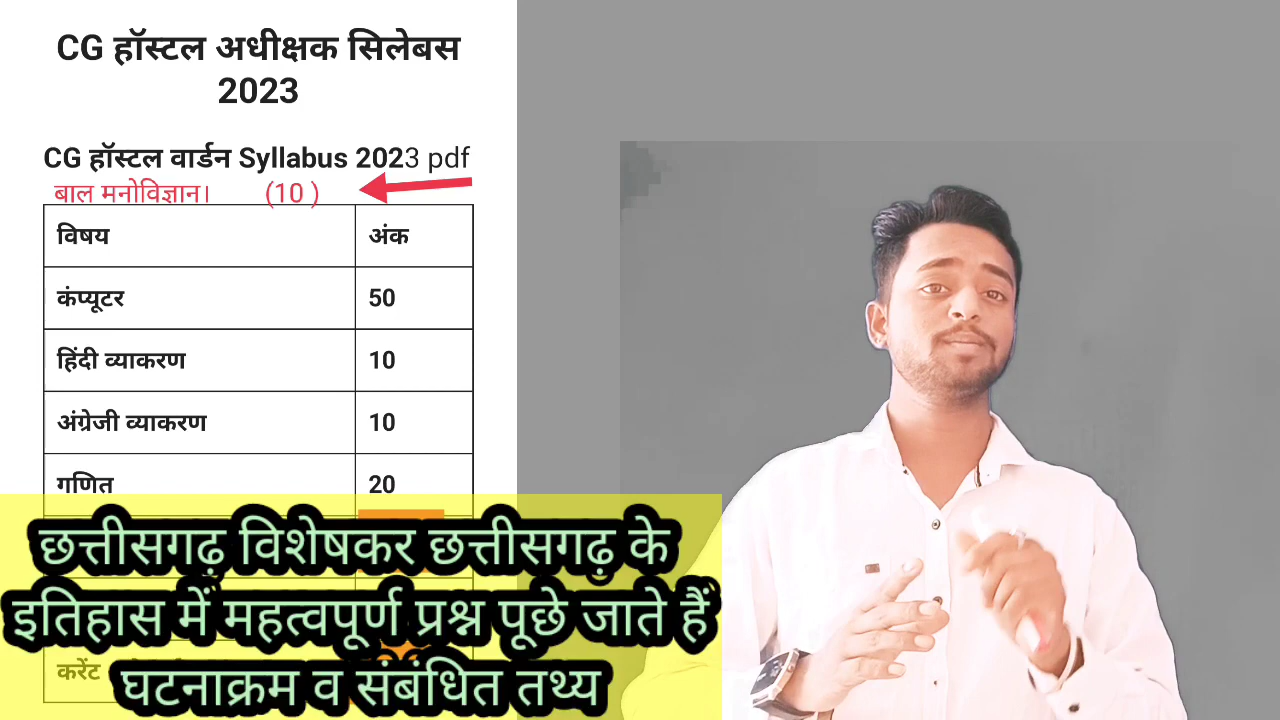 CG हॉस्टल अधीक्षक सिलेबस
2023
CG हॉस्टल वार्डन Syllabus 2023 pdf
बाल मनोविज्ञान। (10 )
विषय अंक
कंप्यूटर 50
हिंदी व्याकरण 10
अंग्रेजी व्याकरण 10
गणित 20
छत्तीसगढ़ विशेषकर छत्तीसगढ़ के
इतिहास में महत्वपूर्ण प्रश्न पूछे जाते हैं
करेंट
घटनाक्रम व संबंधित तथ्य